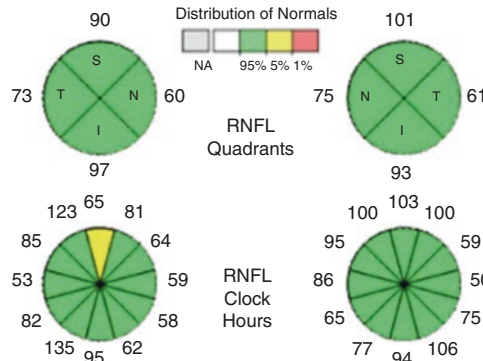 90
Distribution of Normals
101
NA
95% 5% 1%
S
T
N
I
73
60
97
RNFL
Quadrants
S
N
T
I
75
61
93
65
123
81
85
64
53
59
82
58
135
62
95
RNFL
Clock
Hours
103
100
100
95
59
86
65
75
77
106
94